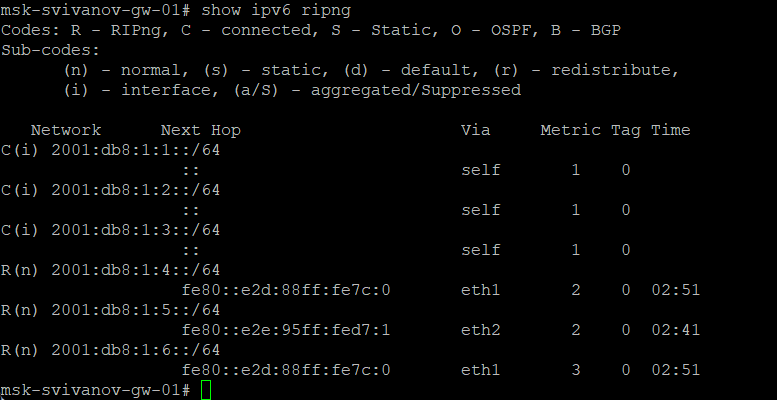 msk-svivanov-gw-01# show ipv6 ripng
Codes: R - RIPng, C - connected, S - Static, O - OSPF, B - BGP
Sub-codes:
      (n) - normal, (s) - static, (d) - default, (r) - redistribute,
      (i) - interface, (a/S) - aggregated/Suppressed

   Network      Next Hop                      Via     Metric Tag Time
C(i) 2001:db8:1:1::/64
                  ::                          self       1    0
C(i) 2001:db8:1:2::/64
                  ::                          self       1    0
C(i) 2001:db8:1:3::/64
                  ::                          self       1    0
R(n) 2001:db8:1:4::/64
                  fe80::e2d:88ff:fe7c:0       eth1       2    0  02:51
R(n) 2001:db8:1:5::/64
                  fe80::e2e:95ff:fed7:1       eth2       2    0  02:41
R(n) 2001:db8:1:6::/64
                  fe80::e2d:88ff:fe7c:0       eth1       3    0  02:51
msk-svivanov-gw-01#